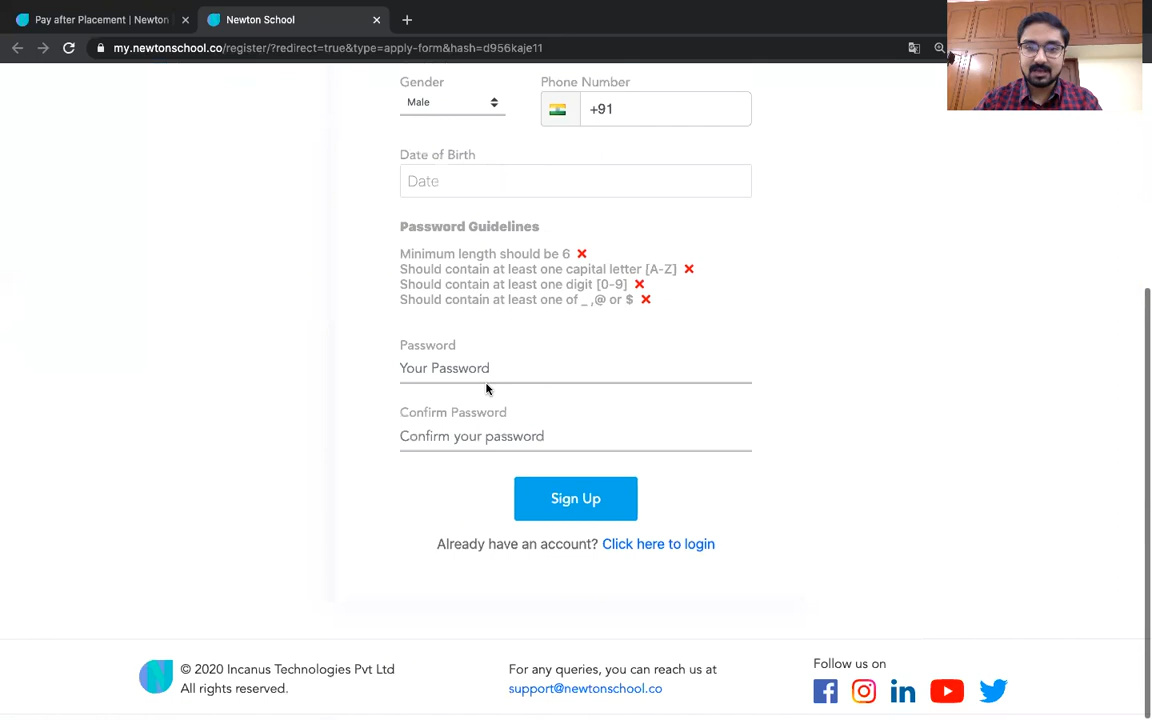 Pay after Placement | Newton
Newton School
my.newtonschool.co/register/?redirect=true&type=apply-form&hash=d956kaje11
Gender
Phone Number
Male
+91
Date of Birth
Date
Password Guidelines
Minimum length should be 6
Should contain at least one capital letter [A-Z]
Should contain at least one digit [0-9]
Should contain at least one of _ ,@ or $
Password
Your Password
Confirm Password
Confirm your password
Sign Up
Already have an account? Click here to login
© 2020 Incanus Technologies Pvt Ltd
All rights reserved.
For any queries, you can reach us at
support@newtonschool.co
Follow us on